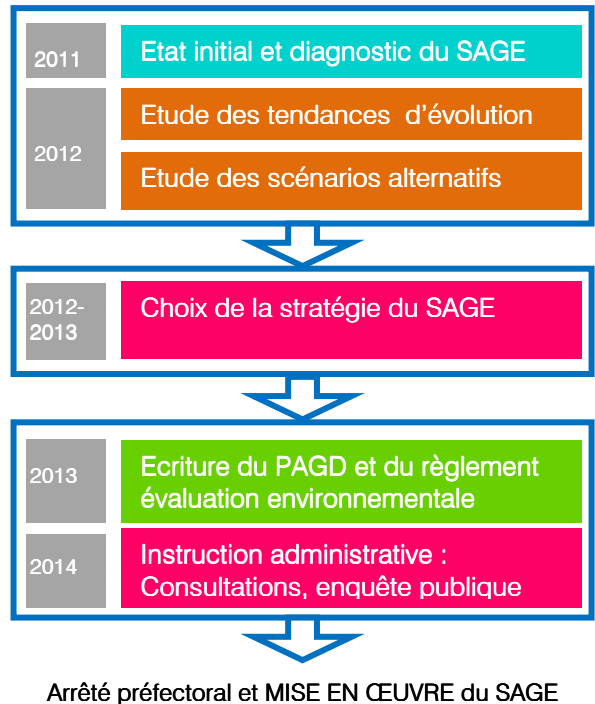 2011
Etat initial et diagnostic du SAGE
2012
Etude des tendances d’évolution
Etude des scénarios alternatifs
2012-
2013
Choix de la stratégie du SAGE
2013
Ecriture du PAGD et du règlement
évaluation environnementale
2014
Instruction administrative :
Consultations, enquête publique
Arrêté préfectoral et MISE EN ŒUVRE du SAGE